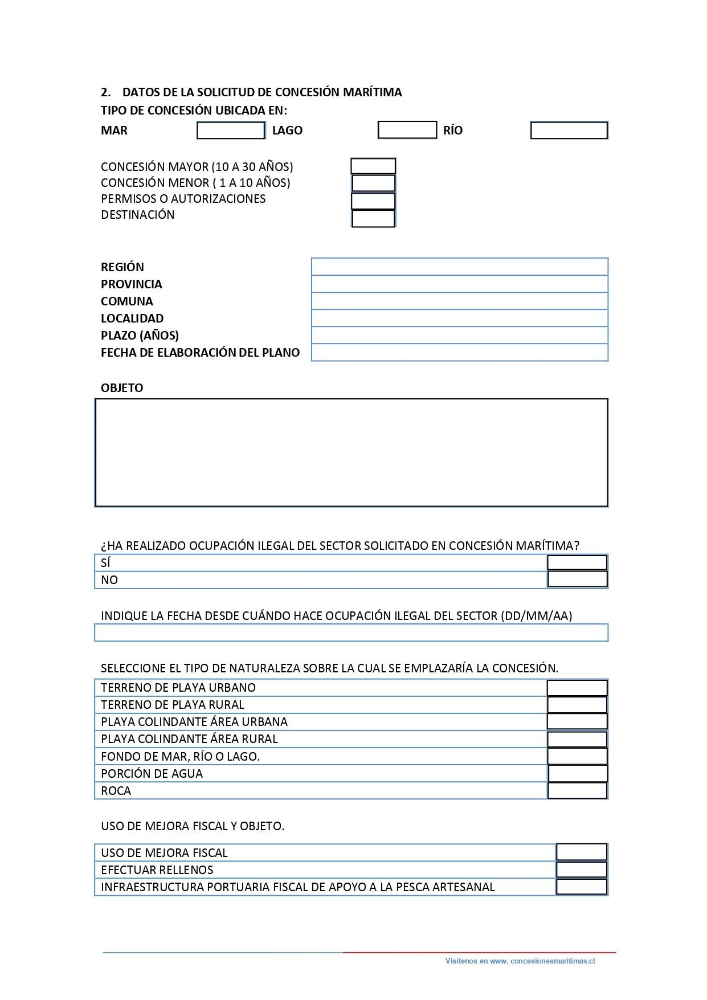 2. DATOS DE LA SOLICITUD DE CONCESIÓN MARÍTIMA
TIPO DE CONCESIÓN UBICADA EN:
MAR LAGO RÍO
CONCESIÓN MAYOR (10 A 30 AÑOS)
CONCESIÓN MENOR ( 1 A 10 AÑOS)
PERMISOS O AUTORIZACIONES
DESTINACIÓN
REGIÓN
PROVINCIA
COMUNA
LOCALIDAD
PLAZO (AÑOS)
FECHA DE ELABORACIÓN DEL PLANO
OBJETO
¿HA REALIZADO OCUPACIÓN ILEGAL DEL SECTOR SOLICITADO EN CONCESIÓN MARÍTIMA?
SÍ
NO
INDIQUE LA FECHA DESDE CUÁNDO HACE OCUPACIÓN ILEGAL DEL SECTOR (DD/MM/AA)
SELECCIONE EL TIPO DE NATURALEZA SOBRE LA CUAL SE EMPLAZARÍA LA CONCESIÓN.
TERRENO DE PLAYA URBANO
TERRENO DE PLAYA RURAL
PLAYA COLINDANTE ÁREA URBANA
PLAYA COLINDANTE ÁREA RURAL
FONDO DE MAR, RÍO O LAGO.
PORCIÓN DE AGUA
ROCA
USO DE MEJORA FISCAL Y OBJETO.
USO DE MEJORA FISCAL
EFECTUAR RELLENOS
INFRAESTRUCTURA PORTUARIA FISCAL DE APOYO A LA PESCA ARTESANAL
Visítenos en www. concesionesmaritimas.cl